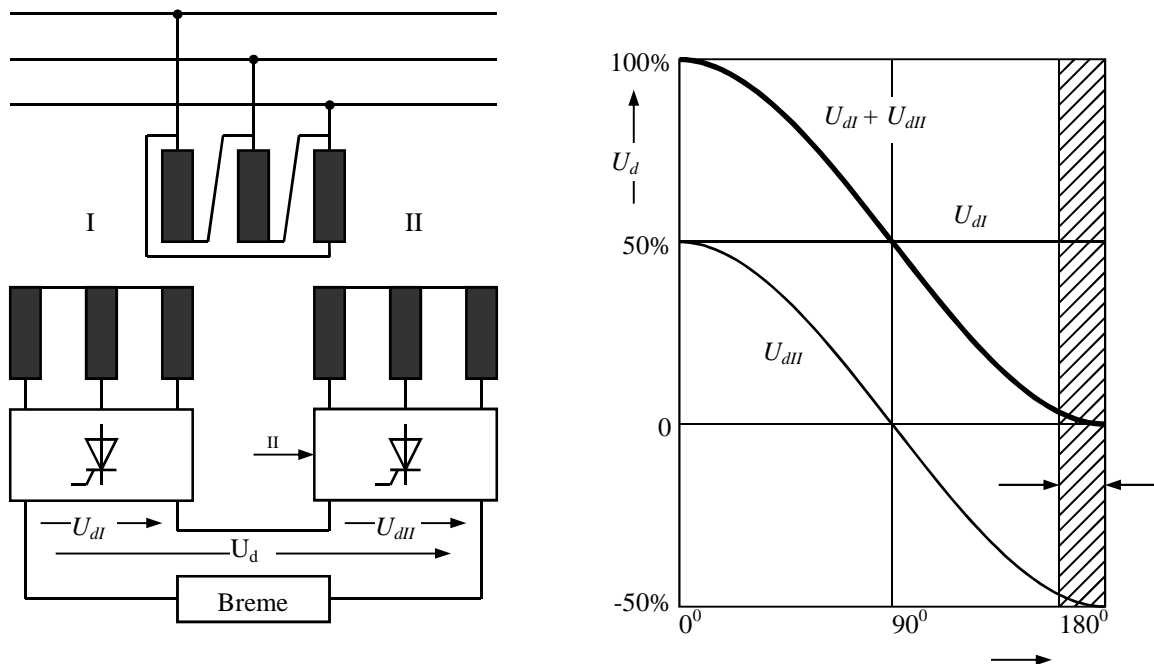 I
II
II
U_dI
U_dII
U_d
Breme
100%
U_d
50%
0
-50%
U_dI + U_dII
U_dI
U_dII
0⁰
90⁰
180⁰